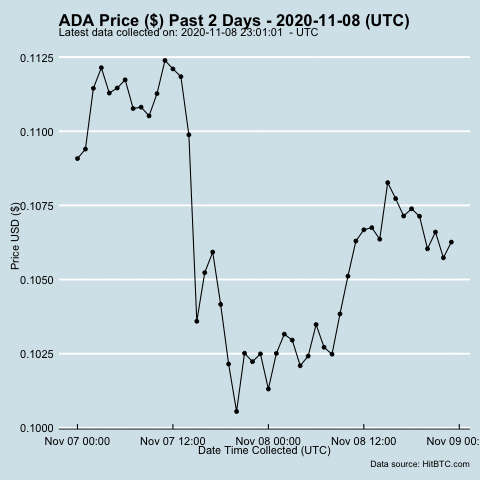 ADA Price ($) Past 2 Days - 2020-11-08 (UTC)
Latest data collected on: 2020-11-08 23:01:01 - UTC
0.1125
0.1100
0.1075
0.1050
0.1025
0.1000
Price USD ($)
Nov 07 00:00 Nov 07 12:00 Nov 08 00:00 Nov 08 12:00 Nov 09 00:
Date Time Collected (UTC)
Data source: HitBTC.com